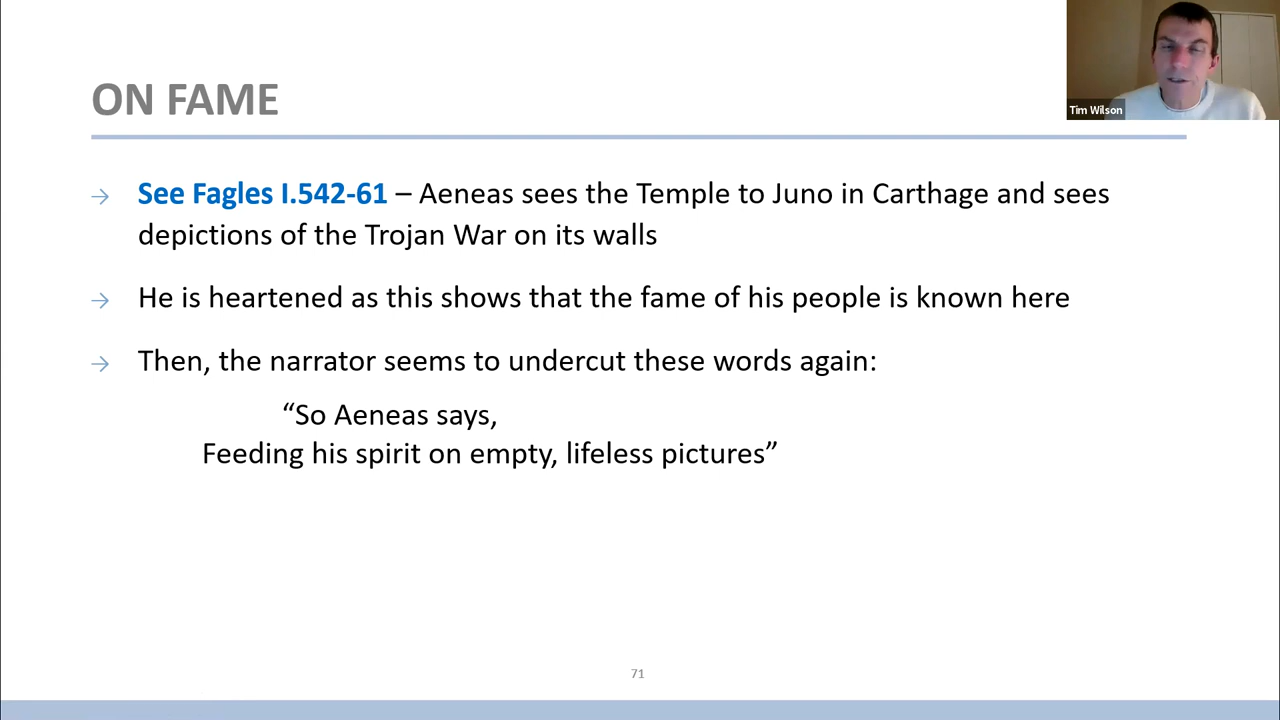 ON FAME
Tim Wilson
→ See Fagles I.542-61 – Aeneas sees the Temple to Juno in Carthage and sees
depictions of the Trojan War on its walls
→ He is heartened as this shows that the fame of his people is known here
→ Then, the narrator seems to undercut these words again:
“So Aeneas says,
Feeding his spirit on empty, lifeless pictures”
71